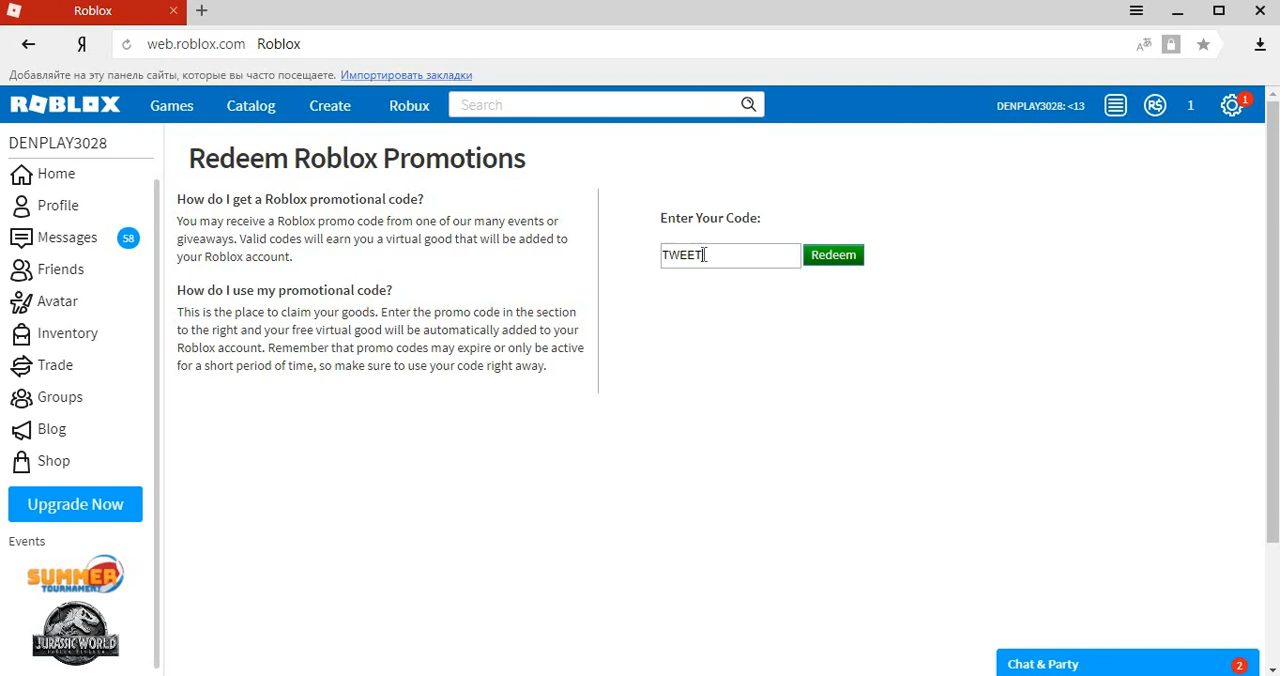 Roblox
Я
web.roblox.com Roblox
Добавляйте на эту панель сайты, которые вы часто посещаете. Импортировать закладки
ROBLOX Games Catalog Create Robux Search DENPLAY3028: <13 R$ 1 1
DENPLAY3028
Home
Profile
Messages 58
Friends
Avatar
Inventory
Trade
Groups
Blog
Shop
Upgrade Now
Events
SUMMER
TOURNAMENT
JURASSIC WORLD
Redeem Roblox Promotions
How do I get a Roblox promotional code?
You may receive a Roblox promo code from one of our many events or
giveaways. Valid codes will earn you a virtual good that will be added to
your Roblox account.
How do I use my promotional code?
This is the place to claim your goods. Enter the promo code in the section
to the right and your free virtual good will be automatically added to your
Roblox account. Remember that promo codes may expire or only be active
for a short period of time, so make sure to use your code right away.
Enter Your Code:
TWEET Redeem
Chat & Party 2